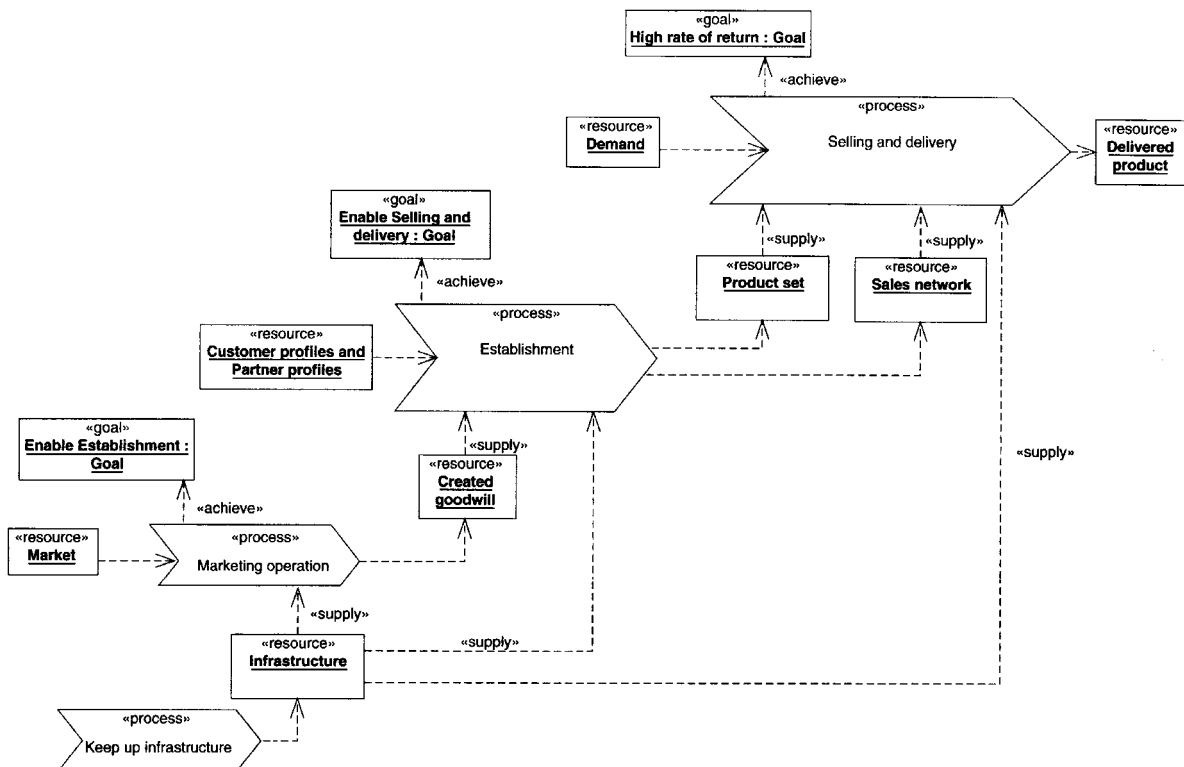 «goal»
High rate of return : Goal
«achieve»
«process»
Selling and delivery
«resource»
Demand
«resource»
Delivered
product
«goal»
Enable Selling and
delivery : Goal
«supply»
«supply»
«resource»
Product set
«resource»
Sales network
«achieve»
«process»
Establishment
«resource»
Customer profiles and
Partner profiles
«goal»
Enable Establishment :
Goal
«supply»
«supply»
«resource»
Created
goodwill
«achieve»
«process»
Marketing operation
«resource»
Market
«supply»
«resource»
Infrastructure
«supply»
«process»
Keep up infrastructure